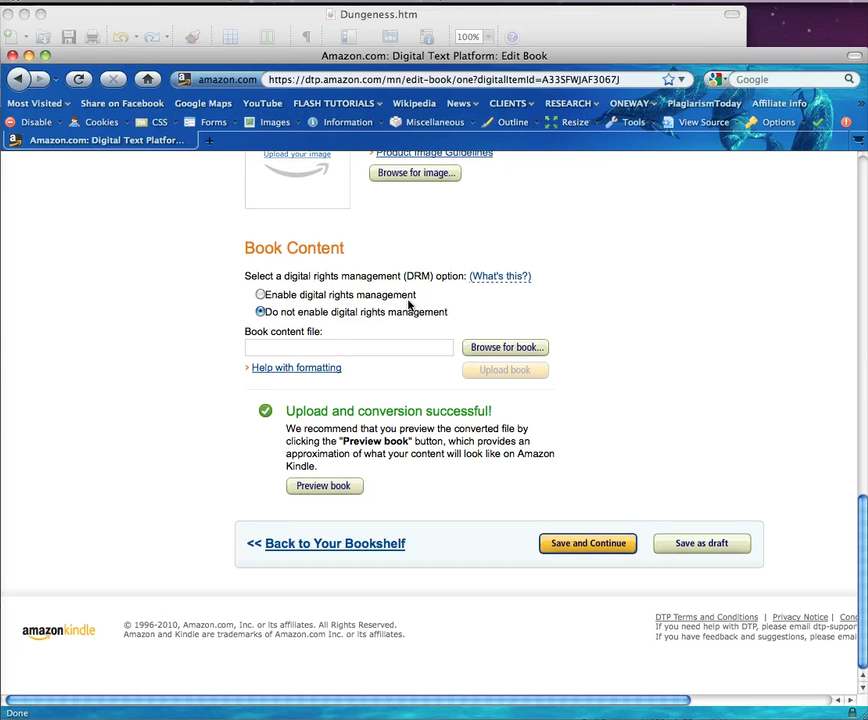 Dungeness.htm
100%
Amazon.com: Digital Text Platform: Edit Book
amazon.com https://dtp.amazon.com/mn/edit-book/one?digitalItemId=A33SFWJAF3067J Google
Most Visited Share on Facebook Google Maps YouTube FLASH TUTORIALS Wikipedia News CLIENTS RESEARCH ONEWAY PlagiarismToday Affiliate Info
Disable Cookies CSS Forms Images Information Miscellaneous Outline Resize Tools View Source Options
Amazon.com: Digital Text Platfor...
Upload your image
Product Image Guidelines
Browse for image...
Book Content
Select a digital rights management (DRM) option: (What's this?)
Enable digital rights management
Do not enable digital rights management
Book content file:
Browse for book...
Help with formatting
Upload book
Upload and conversion successful!
We recommend that you preview the converted file by
clicking the "Preview book" button, which provides an
approximation of what your content will look like on Amazon
Kindle.
Preview book
<< Back to Your Bookshelf Save and Continue Save as draft
amazonkindle
© 1996-2010, Amazon.com, Inc. or its affiliates. All Rights Reserved.
Amazon and Kindle are trademarks of Amazon.com Inc. or its affiliates.
DTP Terms and Conditions | Privacy Notice | Conc
If you need help with DTP, please email dtp-suppor
If you have feedback and suggestions, please emai
Done